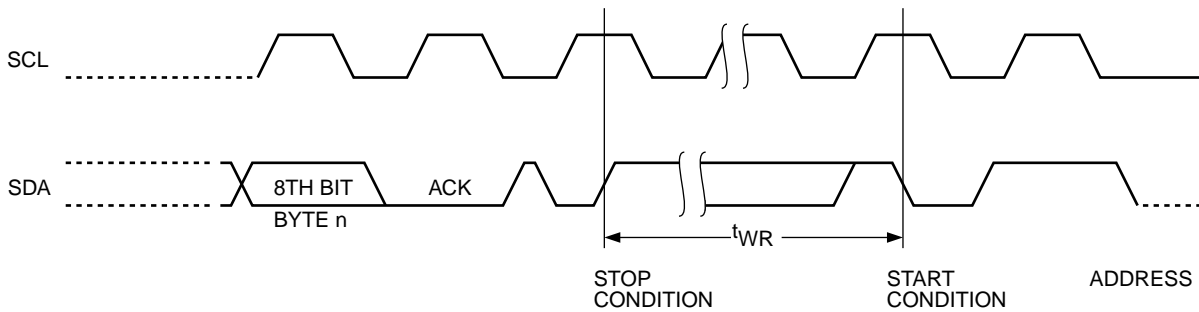 SCL
SDA
8TH BIT
ACK
BYTE n
tWR
STOP
CONDITION
START
CONDITION
ADDRESS